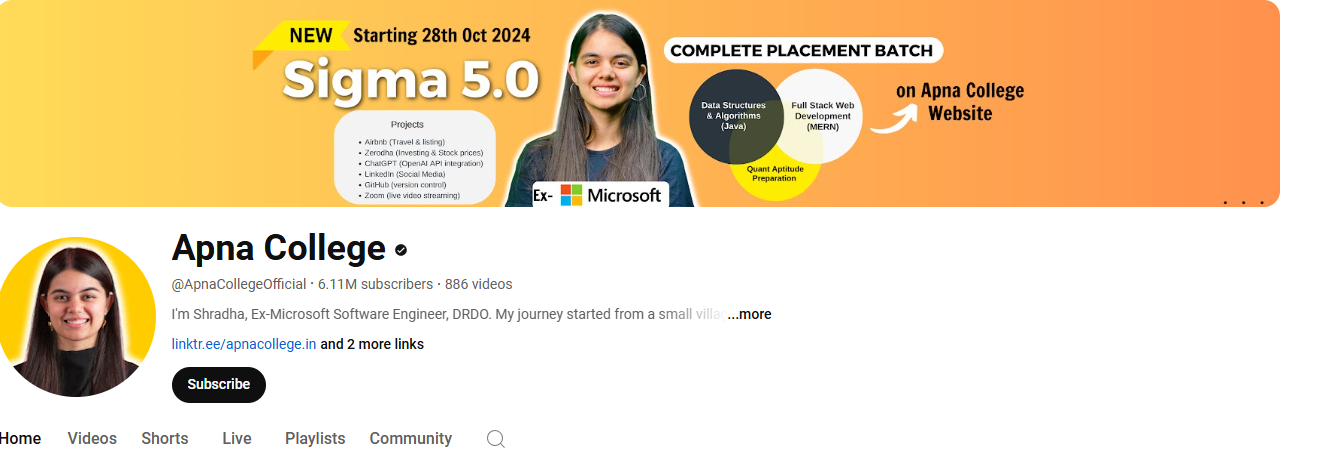 NEW Starting 28th Oct 2024
Sigma 5.0
Projects
• Airbnb (Travel & listing)
• Zerodha (Investing & Stock prices)
• ChatGPT (OpenAI API integration)
• LinkedIn (Social Media)
• GitHub (version control)
• Zoom (live video streaming)
Ex- Microsoft
COMPLETE PLACEMENT BATCH
Data Structures
& Algorithms
(Java)
Full Stack Web
Development
(MERN)
Quant Aptitude
Preparation
on Apna College
Website
. . .
Apna College
@ApnaCollegeOfficial · 6.11M subscribers · 886 videos
I'm Shradha, Ex-Microsoft Software Engineer, DRDO. My journey started from a small villag ...more
linktr.ee/apnacollege.in and 2 more links
Subscribe
Home Videos Shorts Live Playlists Community